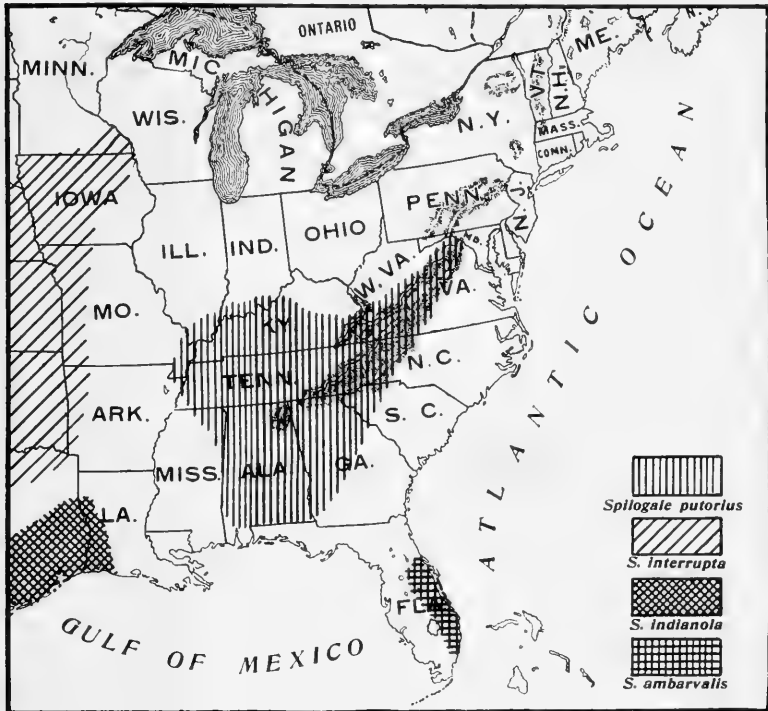 ONTARIO
ME.
N.
MINN.
MICHIGAN
VT.
N.H.
WIS.
N.Y.
MASS.
CONN.
IOWA
PENN.
N.J.
ILL.
IND.
OHIO
MD.
W. VA.
VA.
MO.
KY.
TENN.
N.C.
ARK.
S. C.
MISS.
ALA
GA.
LA.
FLA.
ATLANTIC OCEAN
GULF OF MEXICO
Spilogale putorius
S. interrupta
S. indianola
S. ambarvalis